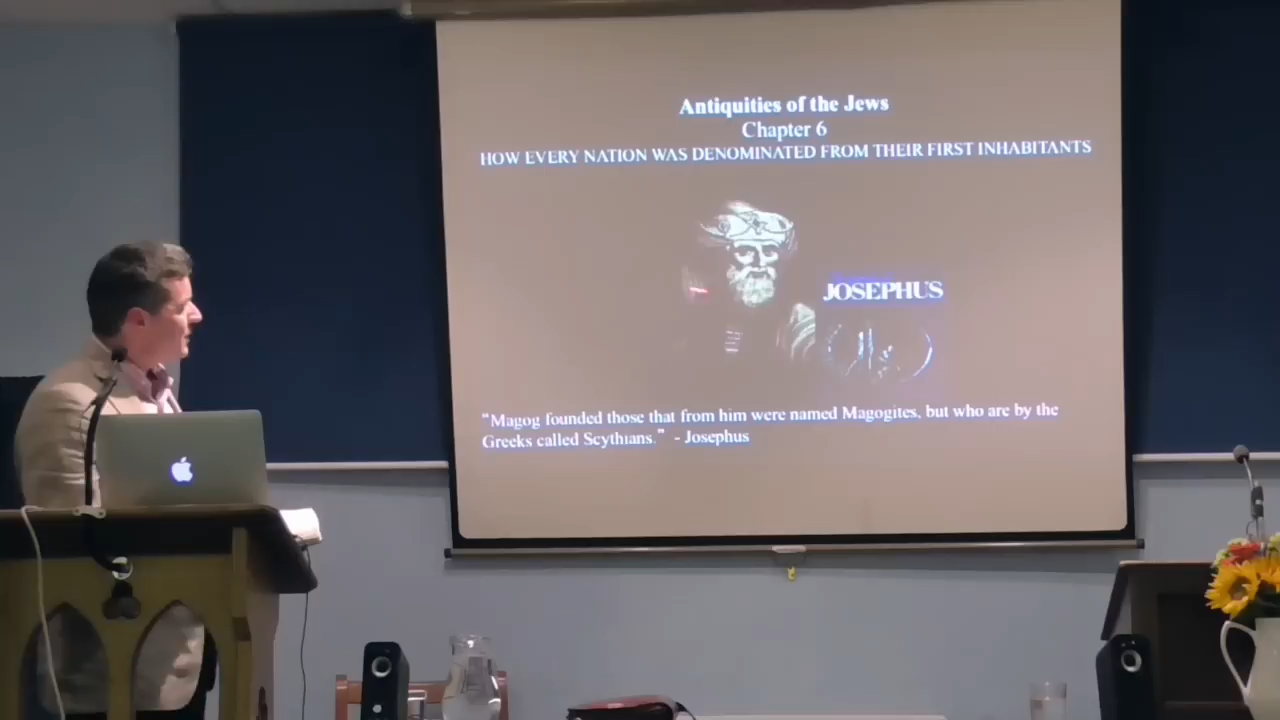 Antiquities of the Jews
Chapter 6
HOW EVERY NATION WAS DENOMINATED FROM THEIR FIRST INHABITANTS
JOSEPHUS
“Magog founded those that from him were named Magogites, but who are by the
Greeks called Scythians.” - Josephus